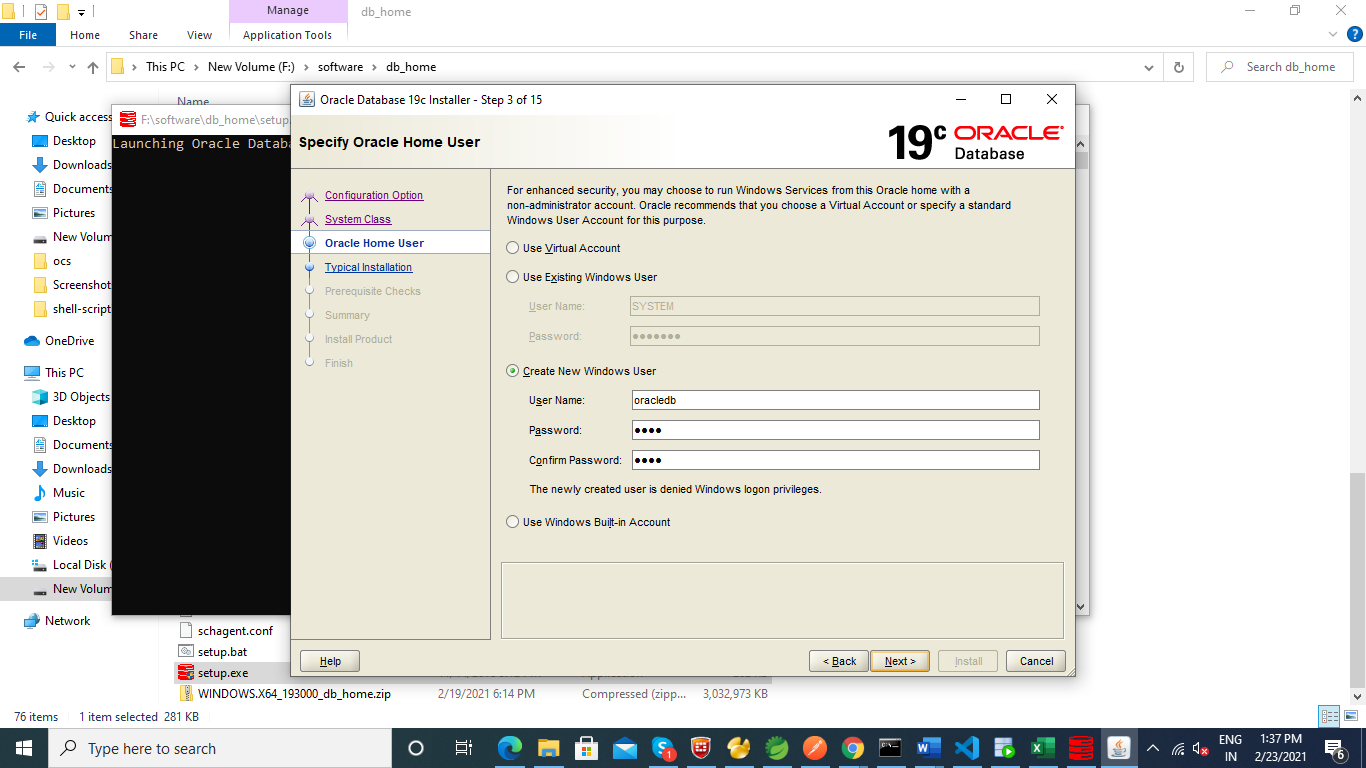 Manage
db_home
File
Home
Share
View
Application Tools
This PC
New Volume (F:)
software
db_home
Search db_home
Name
Quick access
Desktop
Downloads
Documents
Pictures
New Volum
ocs
Screenshot
shell-script
OneDrive
This PC
3D Objects
Desktop
Documents
Downloads
Music
Pictures
Videos
Local Disk (
New Volum
Network
F:\software\db_home\setup
Launching Oracle Databa
Oracle Database 19c Installer - Step 3 of 15
Specify Oracle Home User
19c ORACLE
Database
Configuration Option
System Class
Oracle Home User
Typical Installation
Prerequisite Checks
Summary
Install Product
Finish
For enhanced security, you may choose to run Windows Services from this Oracle home with a
non-administrator account. Oracle recommends that you choose a Virtual Account or specify a standard
Windows User Account for this purpose.
Use Virtual Account
Use Existing Windows User
User Name: SYSTEM
Password: •••••••
Create New Windows User
User Name: oracledb
Password: ••••
Confirm Password: ••••
The newly created user is denied Windows logon privileges.
Use Windows Built-in Account
Help
< Back
Next >
Install
Cancel
schagent.conf
setup.bat
setup.exe
WINDOWS.X64_193000_db_home.zip 2/19/2021 6:14 PM Compressed (zipp... 3,032,973 KB
76 items 1 item selected 281 KB
Type here to search
1
ENG
IN
1:37 PM
2/23/2021
6